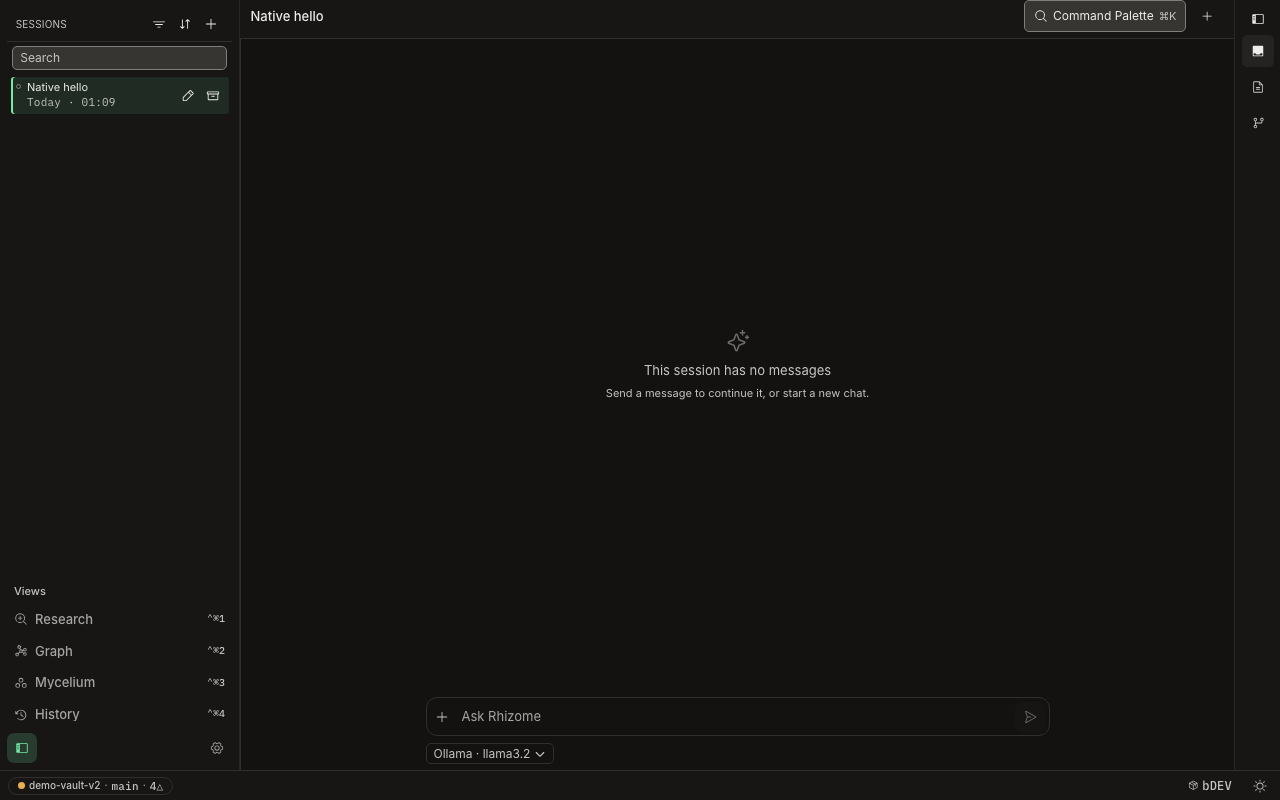 SESSIONS
Search
Native hello
Today · 01:09
Views
Research ^⌘1
Graph ^⌘2
Mycelium ^⌘3
History ^⌘4
Native hello
Command Palette ⌘K
This session has no messages
Send a message to continue it, or start a new chat.
Ask Rhizome
Ollama · llama3.2
demo-vault-v2 · main · 4△
bDEV